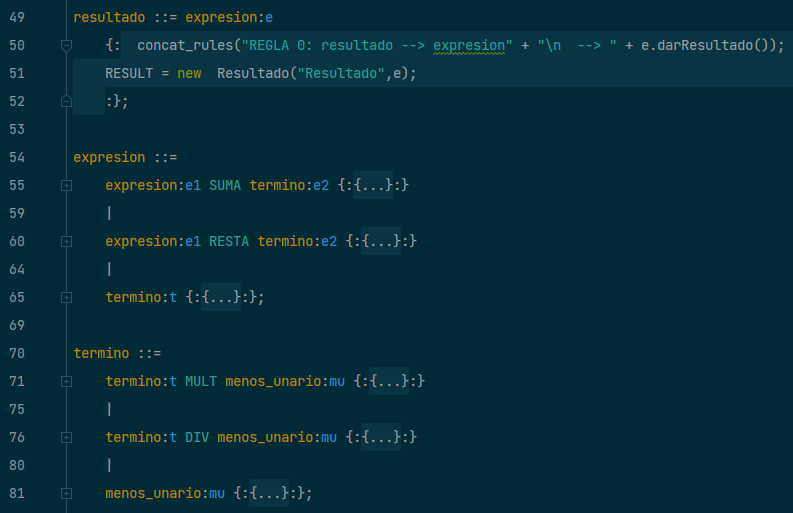 49 resultado ::= expresion:e
50 {: concat_rules("REGLA 0: resultado --> expresion" + "\n --> " + e.darResultado());
51 RESULT = new Resultado("Resultado",e);
52 :};
53
54 expresion ::=
55 expresion:e1 SUMA termino:e2 {:{...}:}
59 |
60 expresion:e1 RESTA termino:e2 {:{...}:}
64 |
65 termino:t {:{...}:};
69
70 termino ::=
71 termino:t MULT menos_unario:mu {:{...}:}
75 |
76 termino:t DIV menos_unario:mu {:{...}:}
80 |
81 menos_unario:mu {:{...}:};